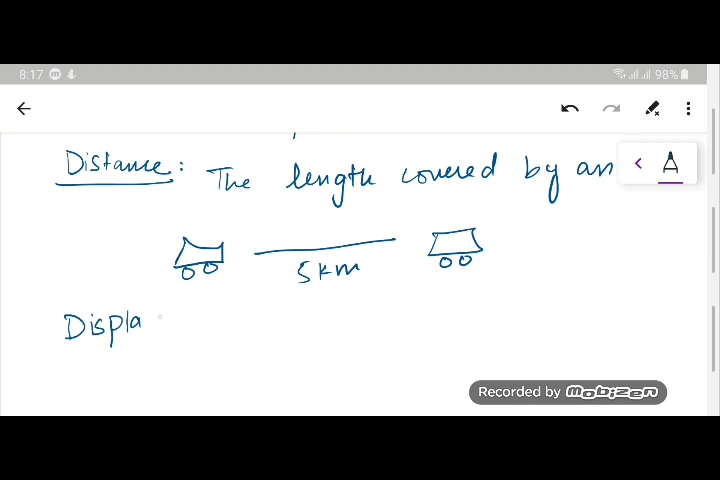 8:17 98%
Distance: The length covered by an
5km
Displa
Recorded by mobizen